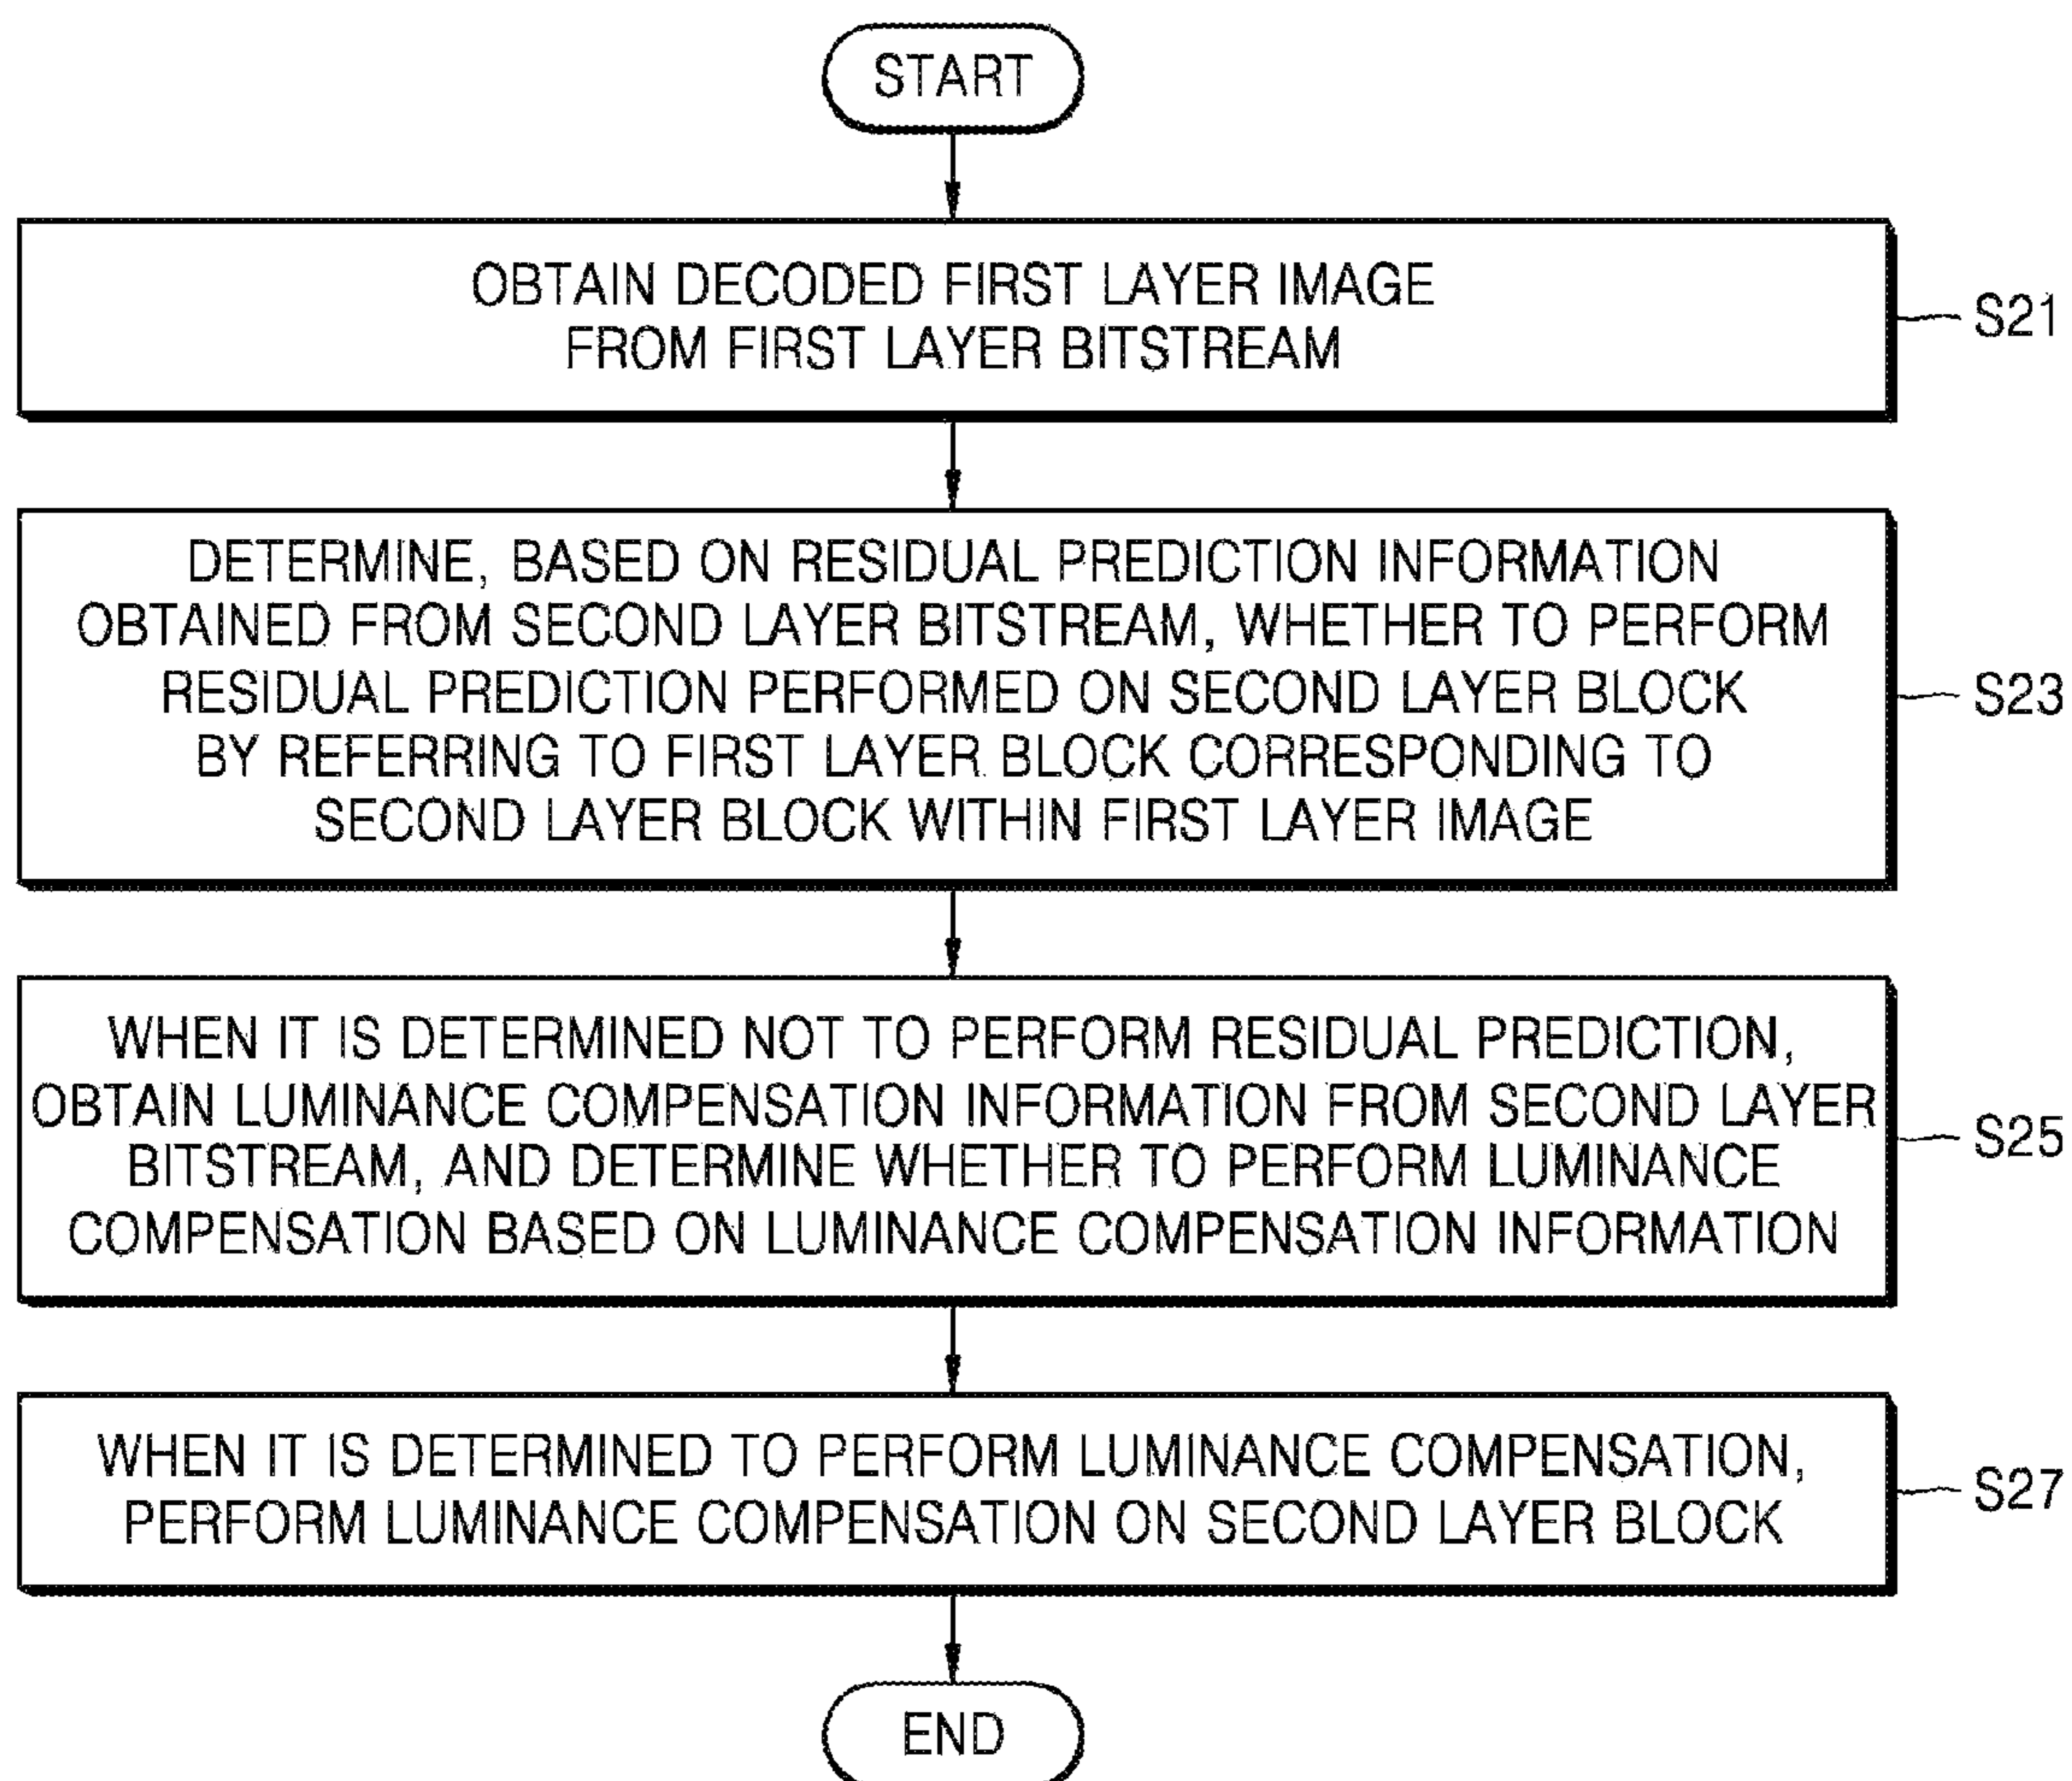 START
OBTAIN DECODED FIRST LAYER IMAGE
FROM FIRST LAYER BITSTREAM
S21
DETERMINE, BASED ON RESIDUAL PREDICTION INFORMATION
OBTAINED FROM SECOND LAYER BITSTREAM, WHETHER TO PERFORM
RESIDUAL PREDICTION PERFORMED ON SECOND LAYER BLOCK
BY REFERRING TO FIRST LAYER BLOCK CORRESPONDING TO
SECOND LAYER BLOCK WITHIN FIRST LAYER IMAGE
S23
WHEN IT IS DETERMINED NOT TO PERFORM RESIDUAL PREDICTION,
OBTAIN LUMINANCE COMPENSATION INFORMATION FROM SECOND LAYER
BITSTREAM, AND DETERMINE WHETHER TO PERFORM LUMINANCE
COMPENSATION BASED ON LUMINANCE COMPENSATION INFORMATION
S25
WHEN IT IS DETERMINED TO PERFORM LUMINANCE COMPENSATION,
PERFORM LUMINANCE COMPENSATION ON SECOND LAYER BLOCK
S27
END